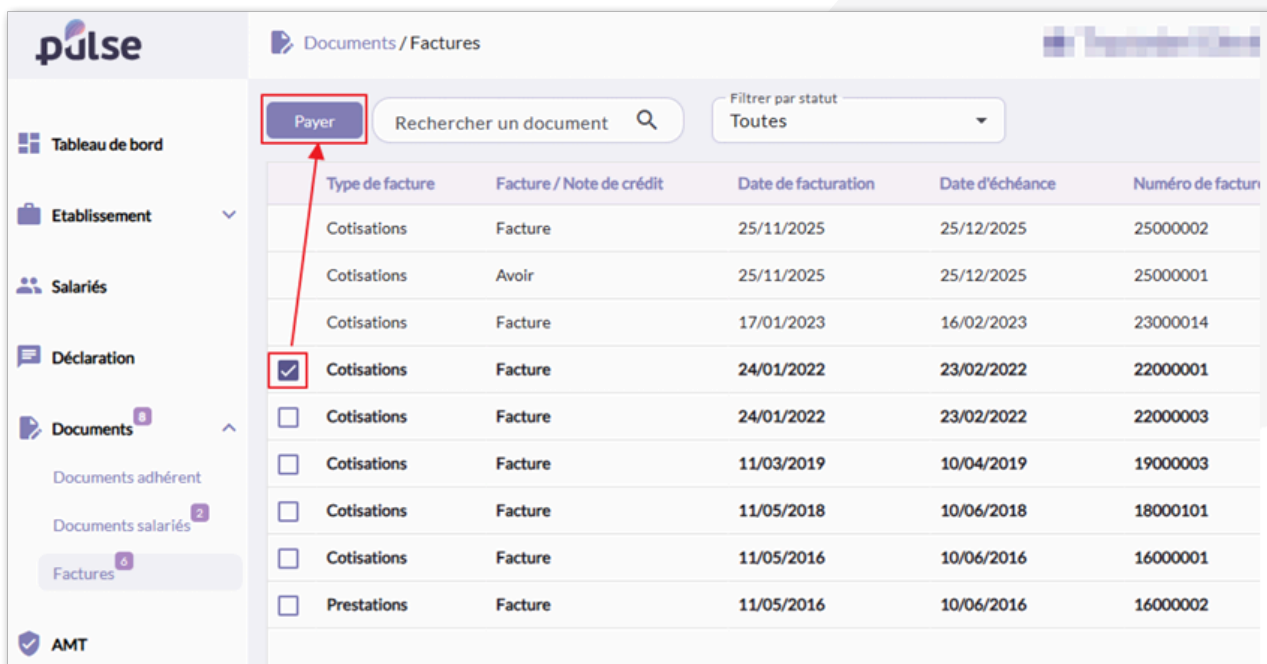 pulse
Documents / Factures
Payer
Rechercher un document
Filtrer par statut
Toutes
Tableau de bord
Etablissement
Salariés
Déclaration
Documents 8
Documents adhérent
Documents salariés 2
Factures 6
AMT
Type de facture Facture / Note de crédit Date de facturation Date d'échéance Numéro de facture
Cotisations Facture 25/11/2025 25/12/2025 25000002
Cotisations Avoir 25/11/2025 25/12/2025 25000001
Cotisations Facture 17/01/2023 16/02/2023 23000014
Cotisations Facture 24/01/2022 23/02/2022 22000001
Cotisations Facture 24/01/2022 23/02/2022 22000003
Cotisations Facture 11/03/2019 10/04/2019 19000003
Cotisations Facture 11/05/2018 10/06/2018 18000101
Cotisations Facture 11/05/2016 10/06/2016 16000001
Prestations Facture 11/05/2016 10/06/2016 16000002